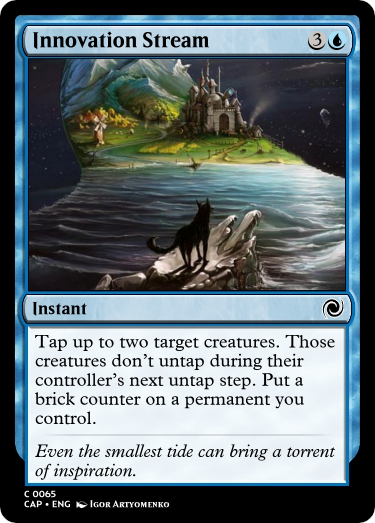 Innovation Stream 3
Instant
Tap up to two target creatures. Those
creatures don't untap during their
controller's next untap step. Put a
brick counter on a permanent you
control.
Even the smallest tide can bring a torrent
of inspiration.
C 0065
CAP • ENG Igor Artyomenko